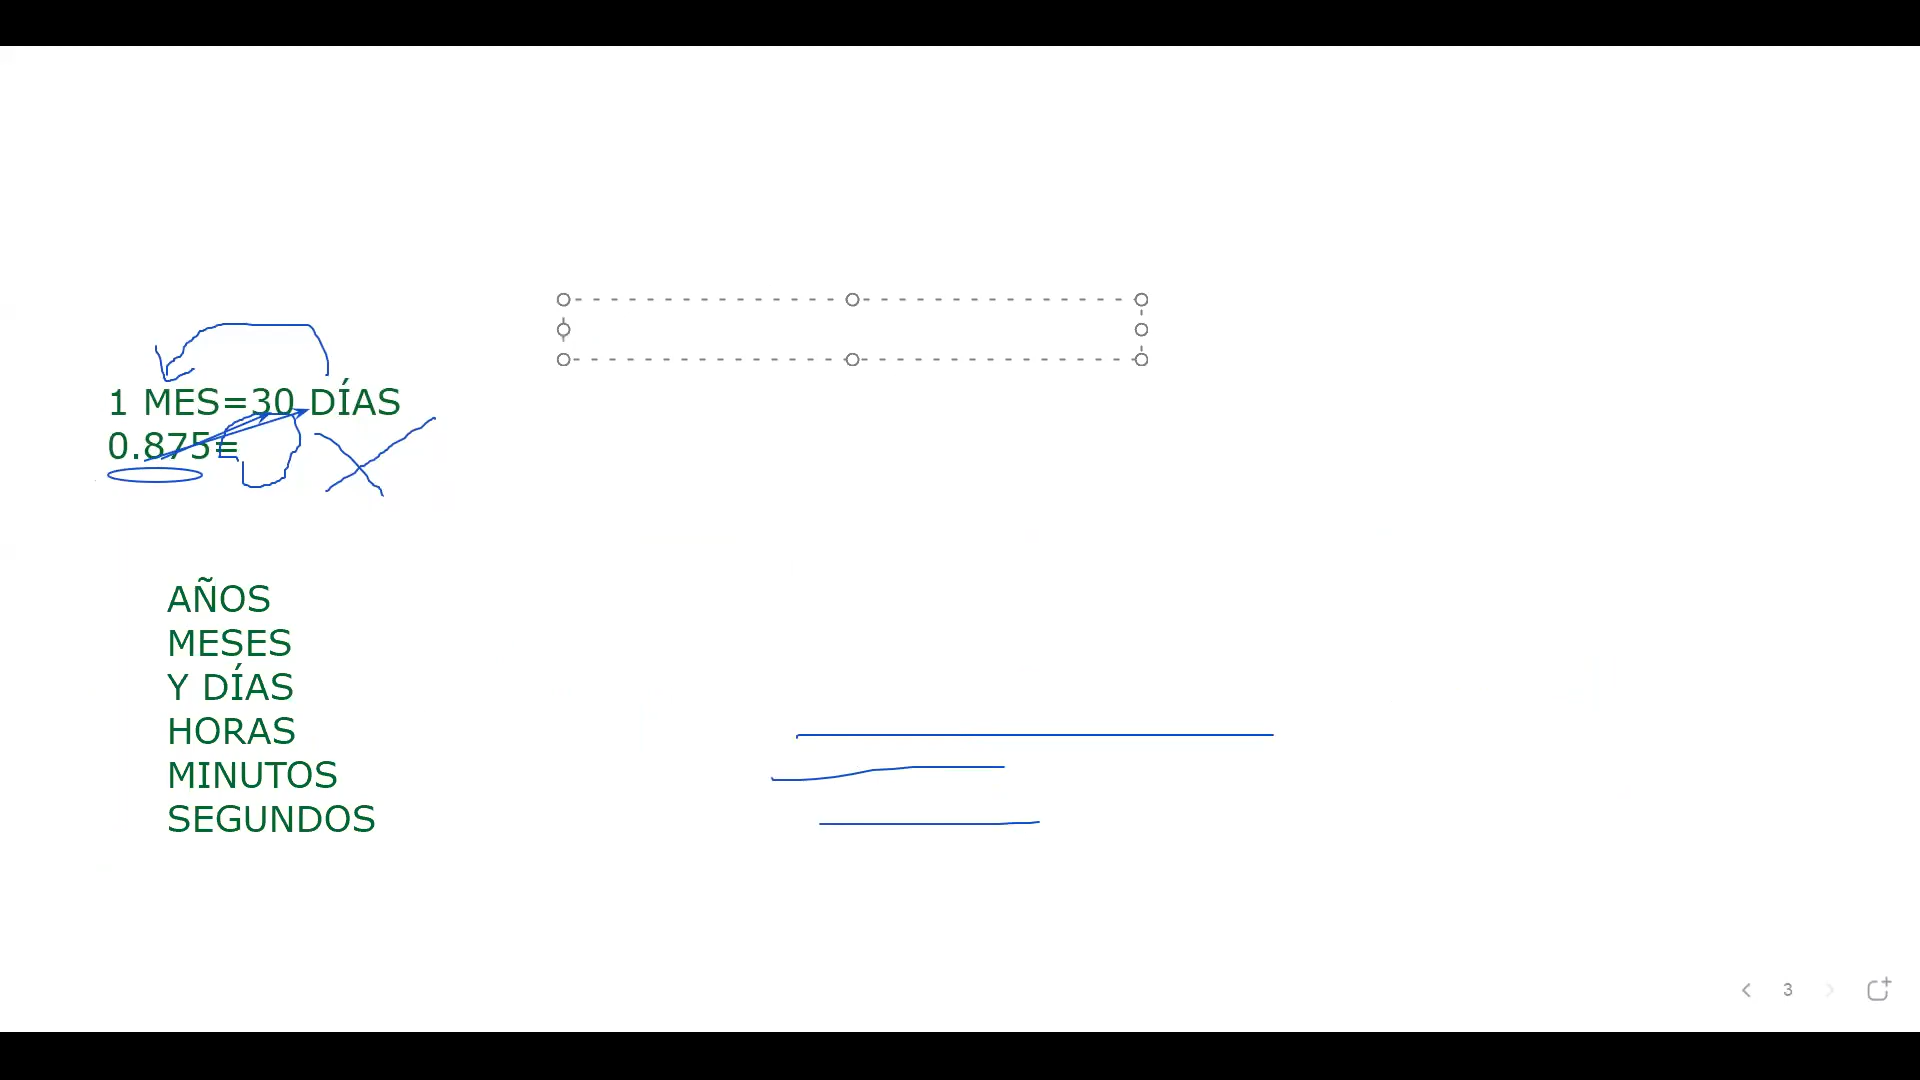 1 MES=30 DÍAS
0.875=
AÑOS
MESES
Y DÍAS
HORAS
MINUTOS
SEGUNDOS
3